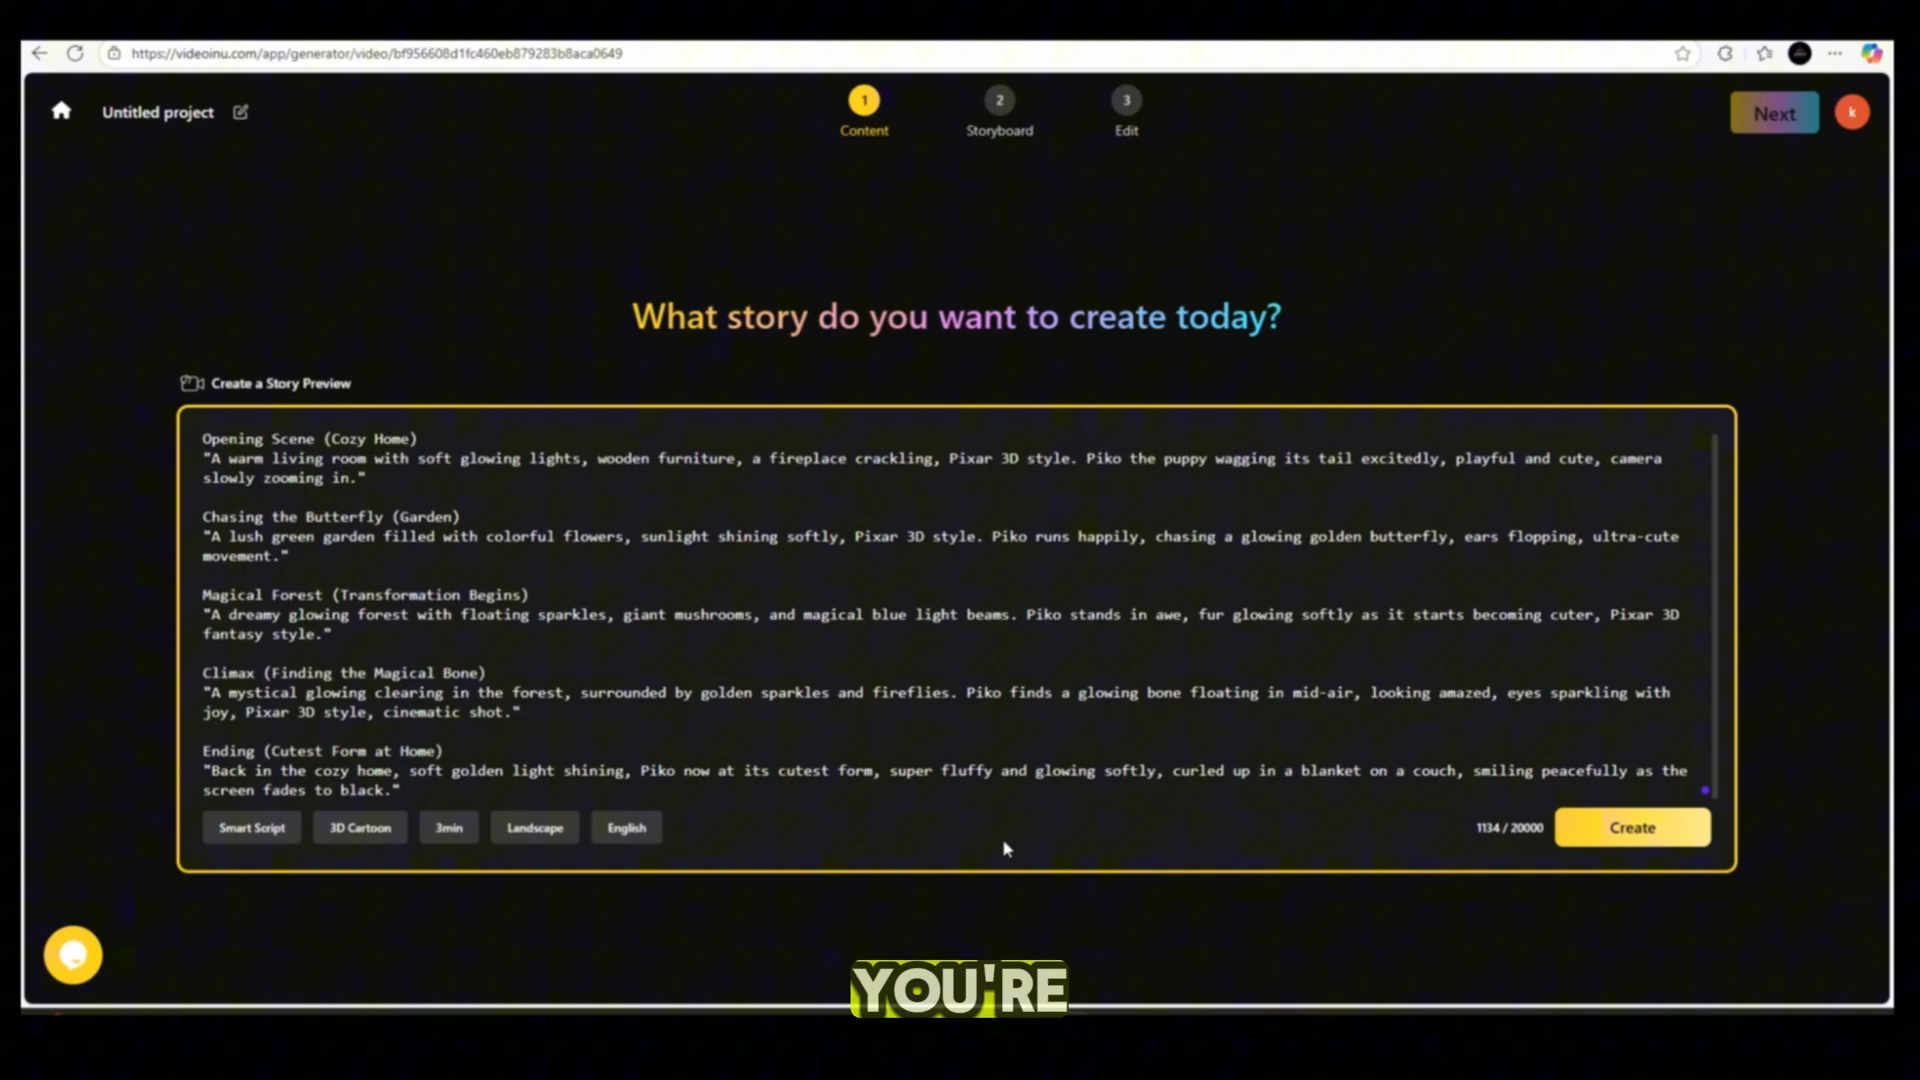 https://videoinu.com/app/generator/video/bf956608d1fc460eb879283b8aca0649
Untitled project
1
Content
2
Storyboard
3
Edit
Next
k
What story do you want to create today?
Create a Story Preview
Opening Scene (Cozy Home)
"A warm living room with soft glowing lights, wooden furniture, a fireplace crackling, Pixar 3D style. Piko the puppy wagging its tail excitedly, playful and cute, camera
slowly zooming in."
Chasing the Butterfly (Garden)
"A lush green garden filled with colorful flowers, sunlight shining softly, Pixar 3D style. Piko runs happily, chasing a glowing golden butterfly, ears flopping, ultra-cute
movement."
Magical Forest (Transformation Begins)
"A dreamy glowing forest with floating sparkles, giant mushrooms, and magical blue light beams. Piko stands in awe, fur glowing softly as it starts becoming cuter, Pixar 3D
fantasy style."
Climax (Finding the Magical Bone)
"A mystical glowing clearing in the forest, surrounded by golden sparkles and fireflies. Piko finds a glowing bone floating in mid-air, looking amazed, eyes sparkling with
joy, Pixar 3D style, cinematic shot."
Ending (Cutest Form at Home)
"Back in the cozy home, soft golden light shining, Piko now at its cutest form, super fluffy and glowing softly, curled up in a blanket on a couch, smiling peacefully as the
screen fades to black."
Smart Script
3D Cartoon
3min
Landscape
English
1134 / 20000
Create
YOU'RE